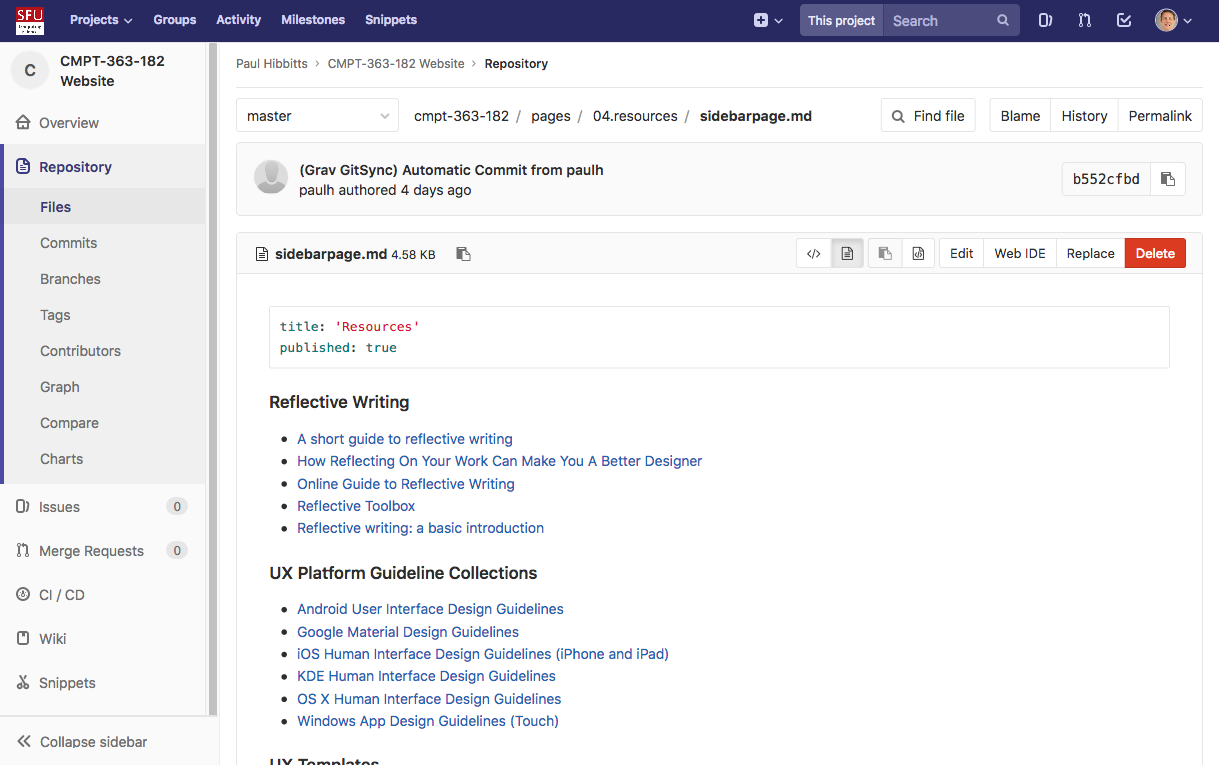 SFU
Projects Groups Activity Milestones Snippets This project Search
C CMPT-363-182 Website
Overview
Repository
Files
Commits
Branches
Tags
Contributors
Graph
Compare
Charts
Issues 0
Merge Requests 0
CI / CD
Wiki
Snippets
Collapse sidebar
Paul Hibbitts › CMPT-363-182 Website › Repository
master cmpt-363-182 / pages / 04.resources / sidebarpage.md Find file Blame History Permalink
(Grav GitSync) Automatic Commit from paulh
paulh authored 4 days ago
b552cfbd
sidebarpage.md 4.58 KB </> Edit Web IDE Replace Delete
title: 'Resources'
published: true
Reflective Writing
• A short guide to reflective writing
• How Reflecting On Your Work Can Make You A Better Designer
• Online Guide to Reflective Writing
• Reflective Toolbox
• Reflective writing: a basic introduction
UX Platform Guideline Collections
• Android User Interface Design Guidelines
• Google Material Design Guidelines
• iOS Human Interface Design Guidelines (iPhone and iPad)
• KDE Human Interface Design Guidelines
• OS X Human Interface Design Guidelines
• Windows App Design Guidelines (Touch)
UX Templates